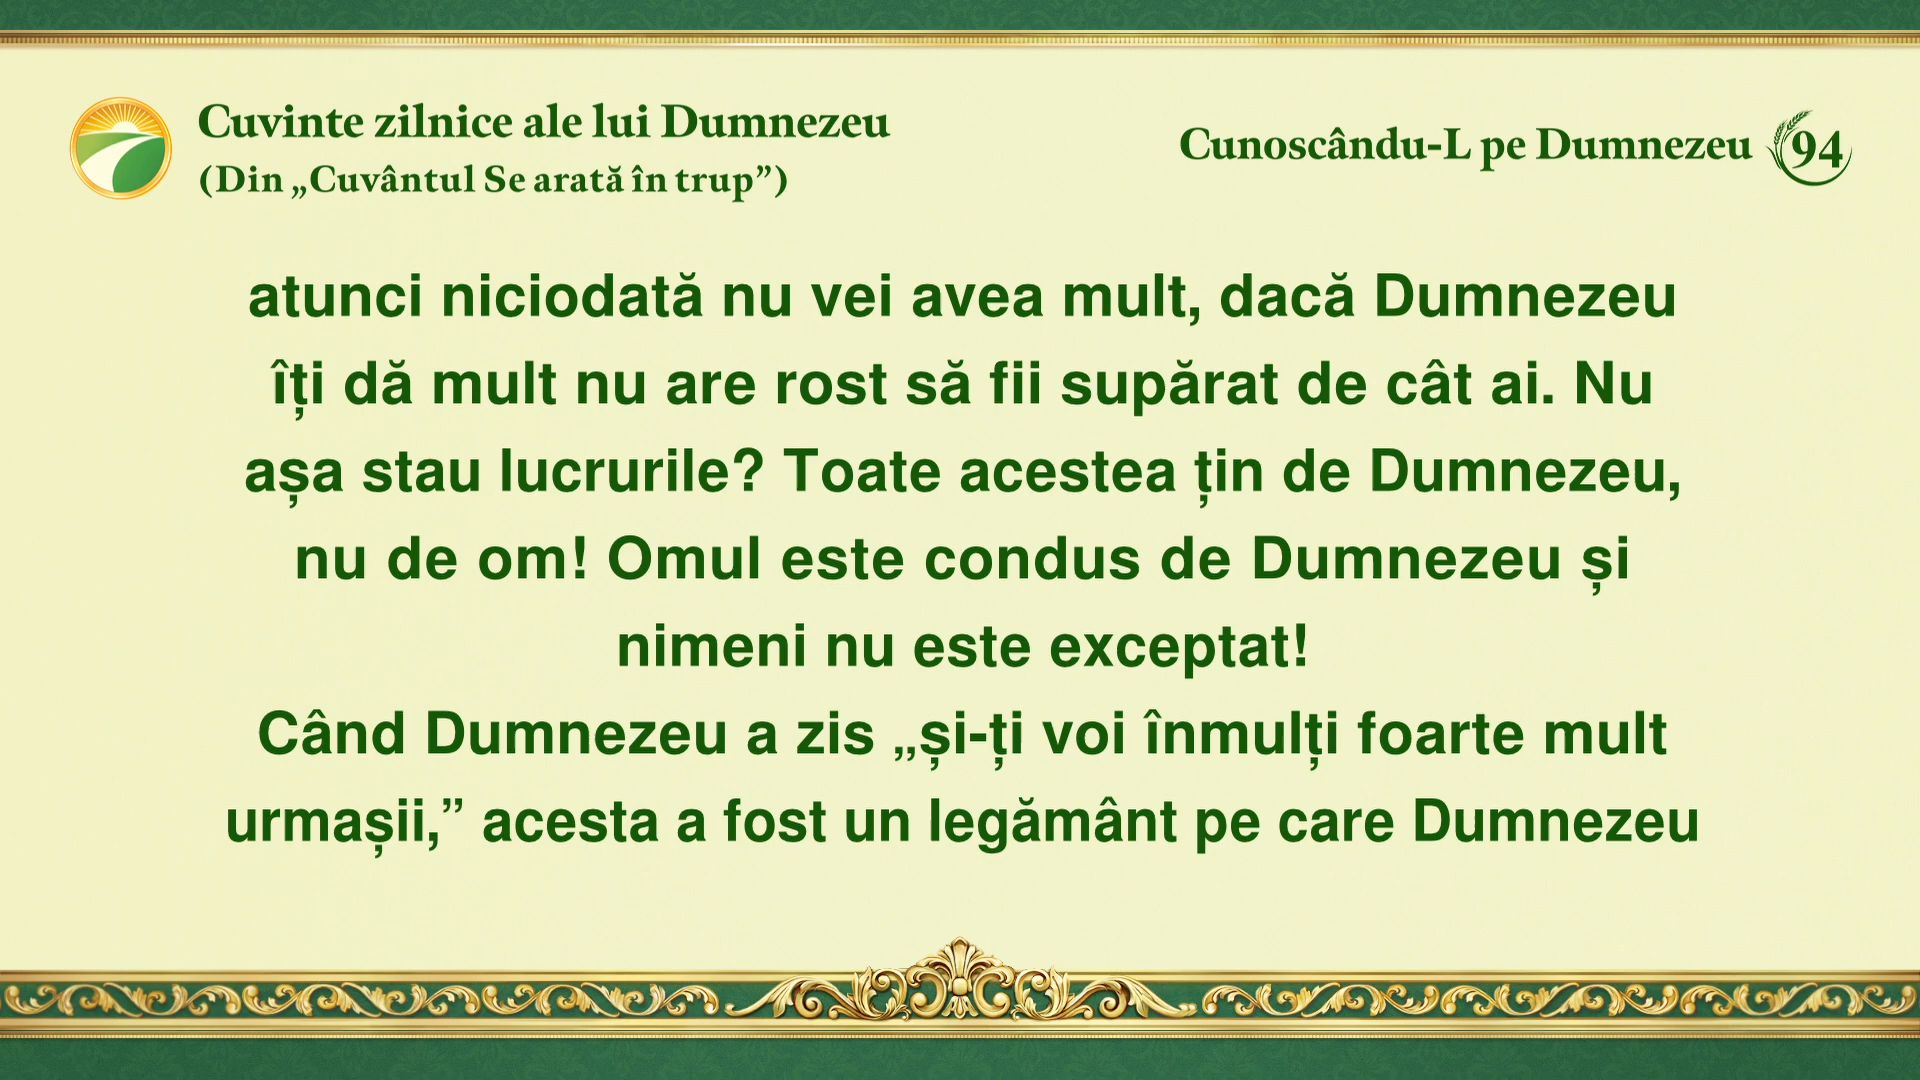 Cuvinte zilnice ale lui Dumnezeu
(Din „Cuvântul Se arată în trup”)
Cunoscându-L pe Dumnezeu 94
atunci niciodată nu vei avea mult, dacă Dumnezeu
îți dă mult nu are rost să fii supărat de cât ai. Nu
așa stau lucrurile? Toate acestea țin de Dumnezeu,
nu de om! Omul este condus de Dumnezeu și
nimeni nu este exceptat!
Când Dumnezeu a zis „și-ți voi înmulți foarte mult
urmașii,” acesta a fost un legământ pe care Dumnezeu